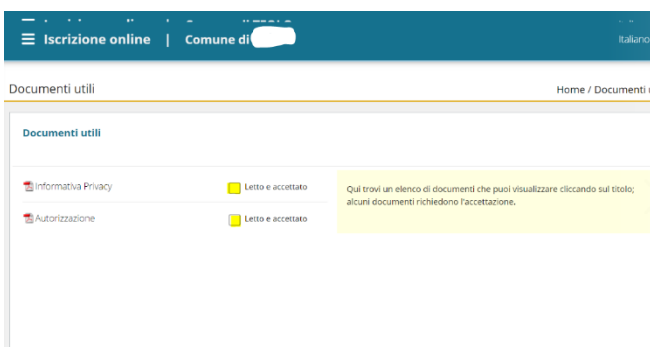 Iscrizione online | Comune di
Italiano
Documenti utili
Home / Documenti
Documenti utili
Informativa Privacy
Letto e accettato
Qui trovi un elenco di documenti che puoi visualizzare cliccando sul titolo;
alcuni documenti richiedono l'accettazione.
Autorizzazione
Letto e accettato